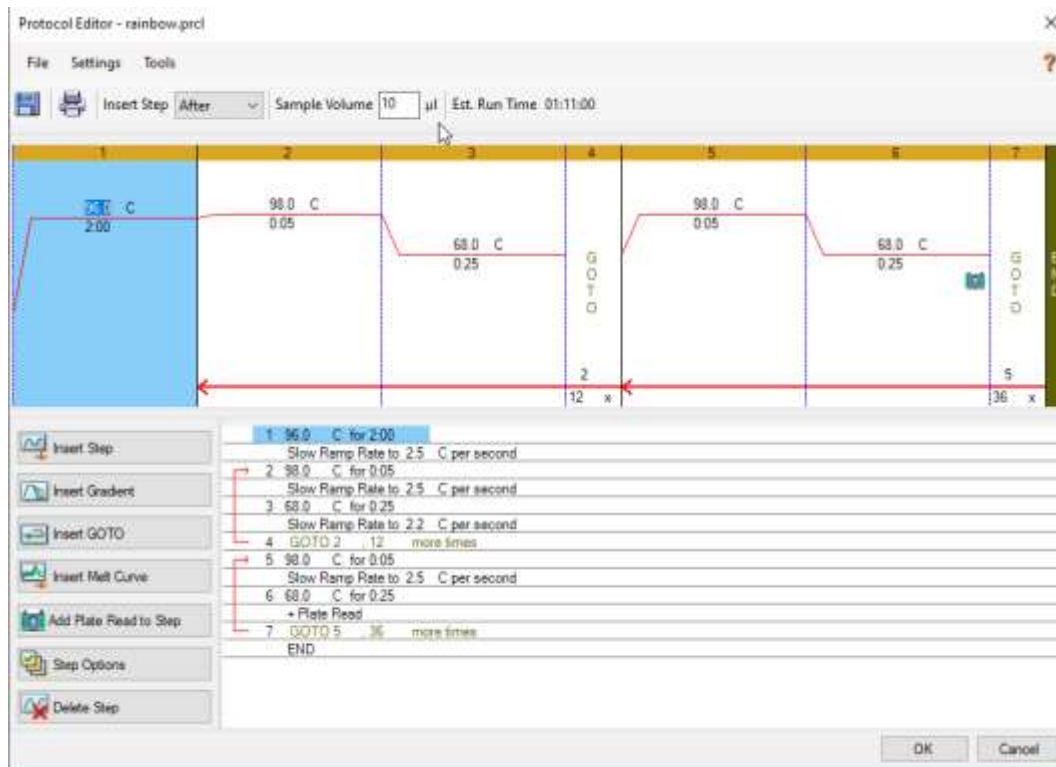 Protocol Editor - rainbow.prcl
File Settings Tools
Insert Step After Sample Volume 10 µl Est. Run Time 01:11:00
1 2 3 4 5 6 7
96.0 C
2:00
98.0 C
0:05
68.0 C
0:25
G
O
T
O
2
12 x
98.0 C
0:05
68.0 C
0:25
G
O
T
O
5
36 x
Insert Step
Insert Gradient
Insert GOTO
Insert Melt Curve
Add Plate Read to Step
Step Options
Delete Step
1 96.0 C for 2:00
Slow Ramp Rate to 2.5 C per second
2 98.0 C for 0:05
Slow Ramp Rate to 2.5 C per second
3 68.0 C for 0:25
Slow Ramp Rate to 2.2 C per second
4 GOTO 2 , 12 more times
5 98.0 C for 0:05
Slow Ramp Rate to 2.5 C per second
6 68.0 C for 0:25
+ Plate Read
7 GOTO 5 , 36 more times
END
OK Cancel